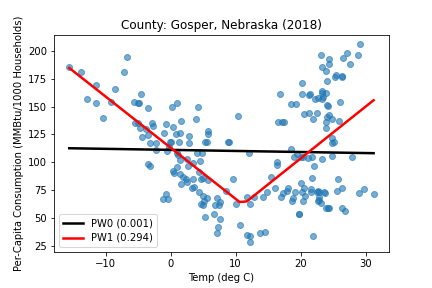 County: Gosper, Nebraska (2018)
Per-Capita Consumption (MMBtu/1000 Households)
200
175
150
125
100
75
50
25
PW0 (0.001)
PW1 (0.294)
−10 0 10 20 30
Temp (deg C)